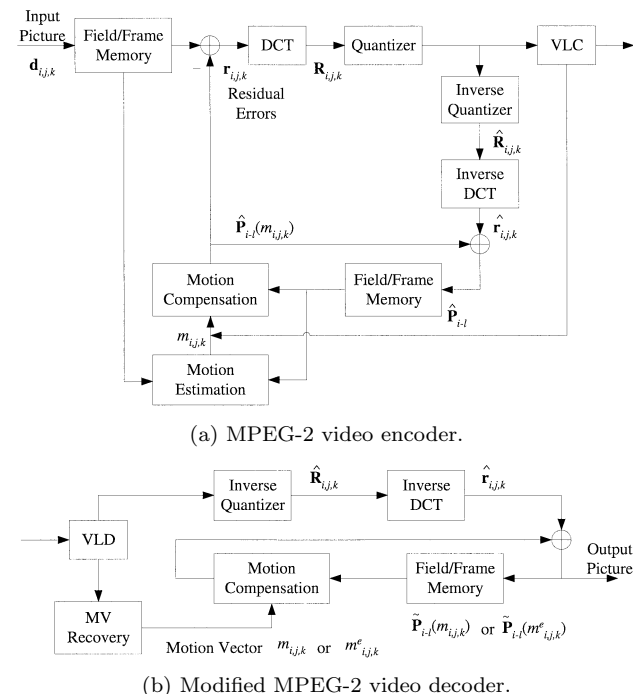 Input
Picture
d_{i,j,k}
Field/Frame
Memory
−
r_{i,j,k}
Residual
Errors
DCT
R_{i,j,k}
Quantizer
VLC
Inverse
Quantizer
R̂_{i,j,k}
Inverse
DCT
r̂_{i,j,k}
P̂_{i-l}(m_{i,j,k})
Motion
Compensation
Field/Frame
Memory
P̂_{i-l}
m_{i,j,k}
Motion
Estimation
(a) MPEG-2 video encoder.
Inverse
Quantizer
R̂_{i,j,k}
Inverse
DCT
r̂_{i,j,k}
VLD
Motion
Compensation
Field/Frame
Memory
Output
Picture
MV
Recovery
P̃_{i-l}(m_{i,j,k}) or P̃_{i-l}(m^e_{i,j,k})
Motion Vector m_{i,j,k} or m^e_{i,j,k}
(b) Modified MPEG-2 video decoder.